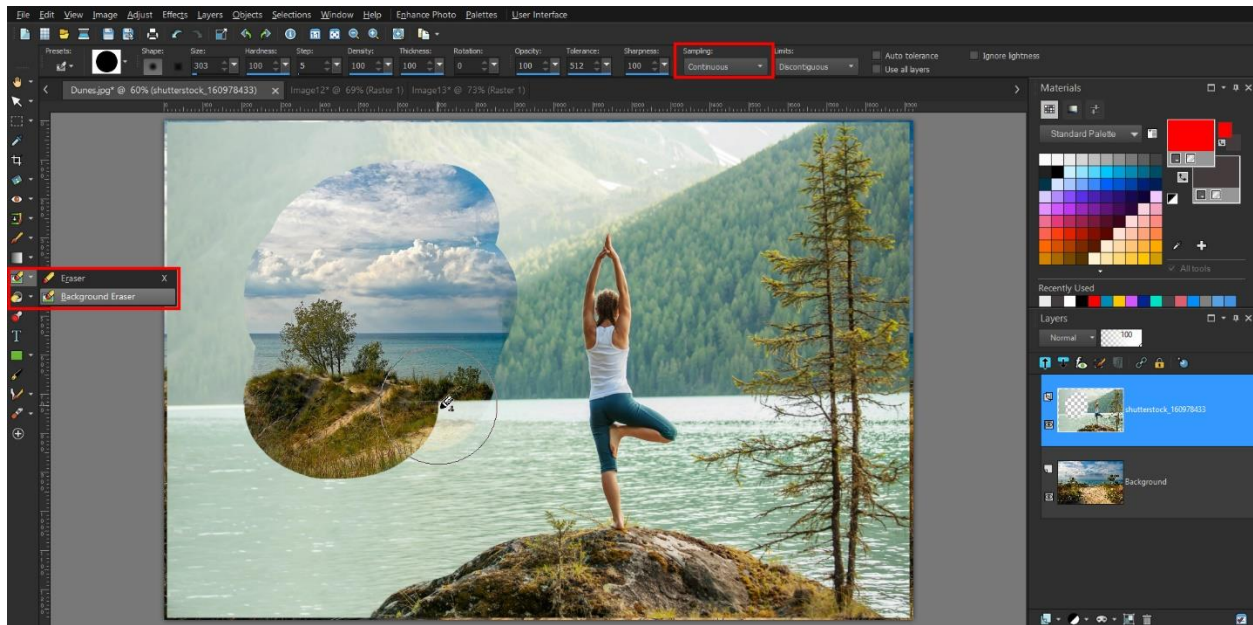 File Edit View Image Adjust Effects Layers Objects Selections Window Help Enhance Photo Palettes User Interface
Presets: Shape: Size: Hardness: Step: Density: Thickness: Rotation: Opacity: Tolerance: Sharpness: Sampling: Limits:
303 100 5 100 100 0 100 512 100 Continuous Discontiguous
Auto tolerance Ignore lightness
Use all layers
Dunes.jpg* @ 60% (shutterstock_160978433) Image12* @ 69% (Raster 1) Image13* @ 73% (Raster 1)
Eraser X
Background Eraser
T
Materials
Standard Palette
All tools
Recently Used
Layers
Normal 100
shutterstock_160978433
Background